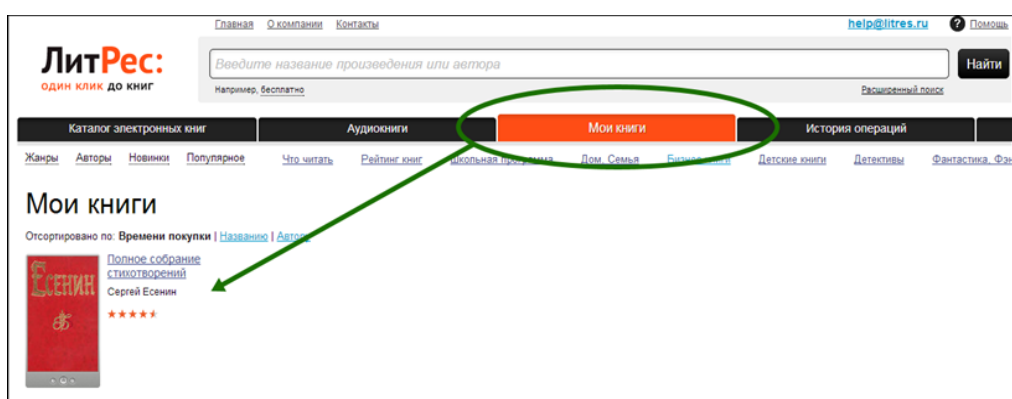 Главная О компании Контакты help@litres.ru ? Помощь
ЛитРес:
один клик до книг
Введите название произведения или автора Найти
Например, бесплатно Расширенный поиск
Каталог электронных книг Аудиокниги Мои книги История операций
Жанры Авторы Новинки Популярное Что читать Рейтинг книг Школьная программа Дом, Семья Бизнес-книги Детские книги Детективы Фантастика, Фэн
Мои книги
Отсортировано по: Времени покупки | Названию | Автору
Полное собрание
стихотворений
Сергей Есенин
Есенин